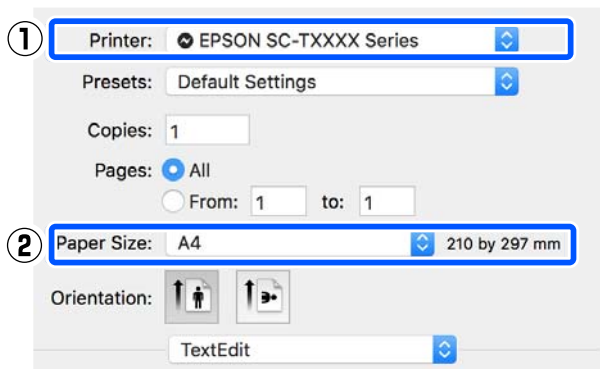 ① Printer: EPSON SC-TXXXX Series
Presets: Default Settings
Copies: 1
Pages: All
From: 1 to: 1
② Paper Size: A4 210 by 297 mm
Orientation:
TextEdit